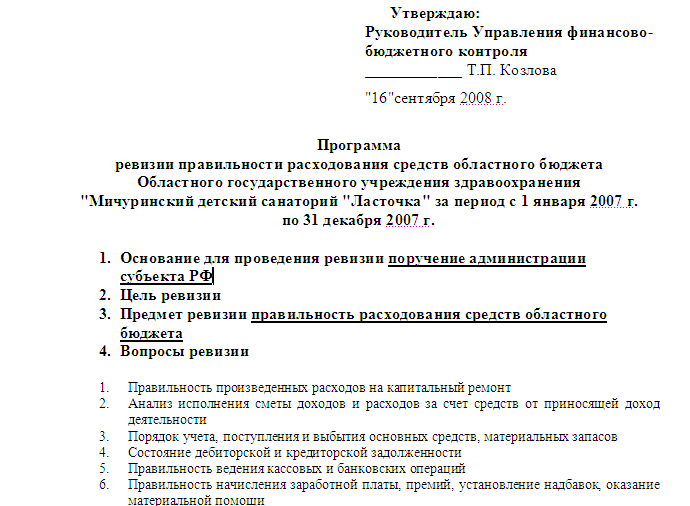 Утверждаю:
Руководитель Управления финансово-
бюджетного контроля
____________ Т.П. Козлова
"16"сентября 2008 г.
Программа
ревизии правильности расходования средств областного бюджета
Областного государственного учреждения здравоохранения
"Мичуринский детский санаторий "Ласточка" за период с 1 января 2007 г.
по 31 декабря 2007 г.
1. Основание для проведения ревизии поручение администрации
субъекта РФ
2. Цель ревизии
3. Предмет ревизии правильность расходования средств областного
бюджета
4. Вопросы ревизии
1. Правильность произведенных расходов на капитальный ремонт
2. Анализ исполнения сметы доходов и расходов за счет средств от приносящей доход
деятельности
3. Порядок учета, поступления и выбытия основных средств, материальных запасов
4. Состояние дебиторской и кредиторской задолженности
5. Правильность ведения кассовых и банковских операций
6. Правильность начисления заработной платы, премий, установление надбавок, оказание
материальной помощи